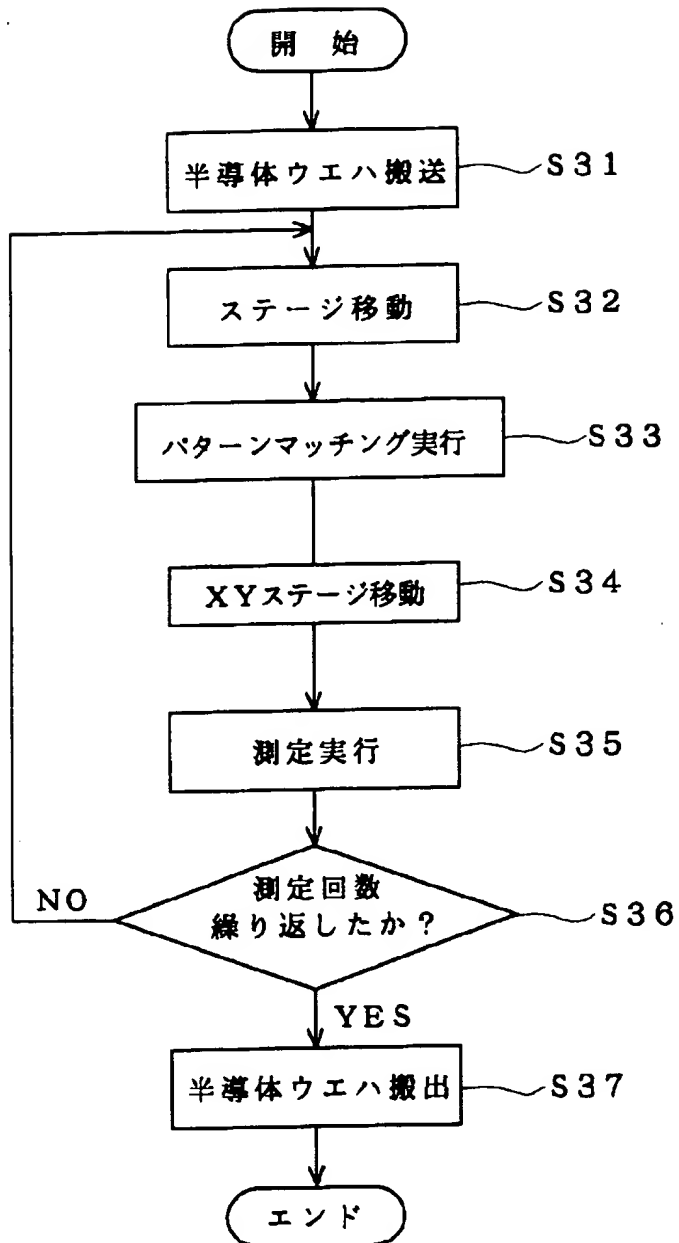 開 始
半導体ウエハ搬送 S31
ステージ移動 S32
パターンマッチング実行 S33
XYステージ移動 S34
測定実行 S35
測定回数
繰り返したか? S36
NO
YES
半導体ウエハ搬出 S37
エンド